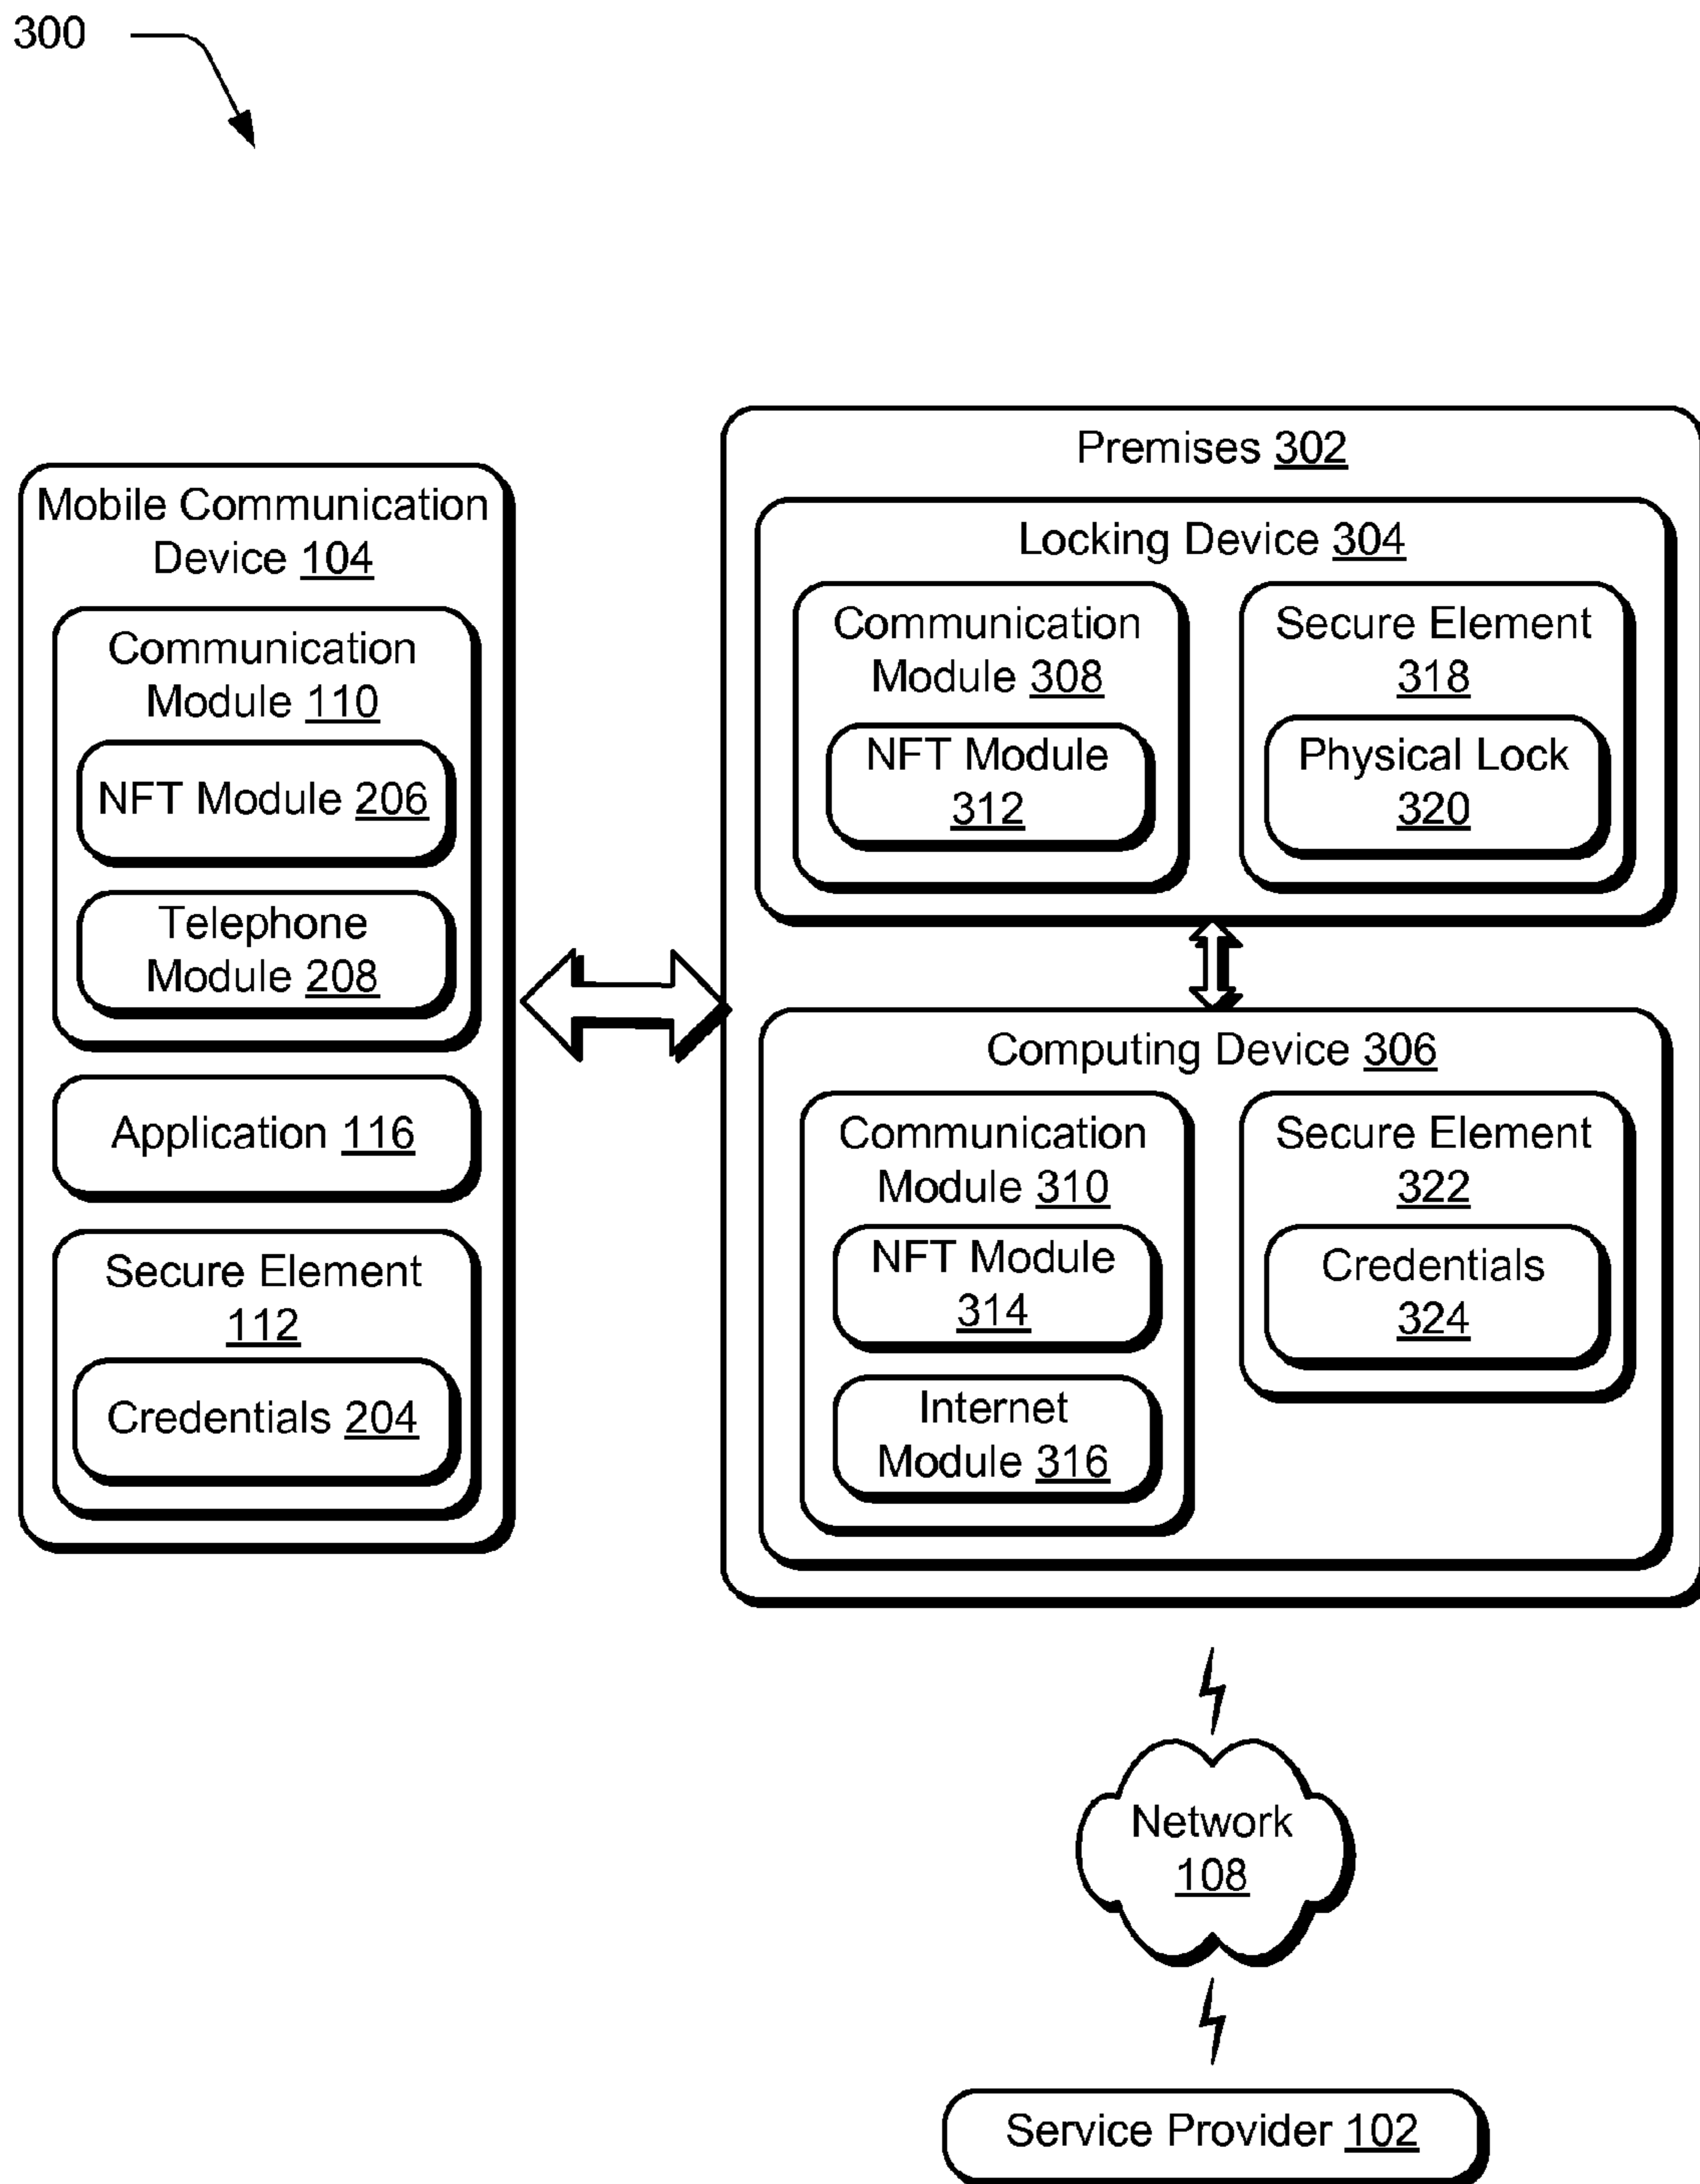 300
Mobile Communication
Device 104
Communication
Module 110
NFT Module 206
Telephone
Module 208
Application 116
Secure Element
112
Credentials 204
Premises 302
Locking Device 304
Communication
Module 308
NFT Module
312
Secure Element
318
Physical Lock
320
Computing Device 306
Communication
Module 310
NFT Module
314
Internet
Module 316
Secure Element
322
Credentials
324
Network
108
Service Provider 102